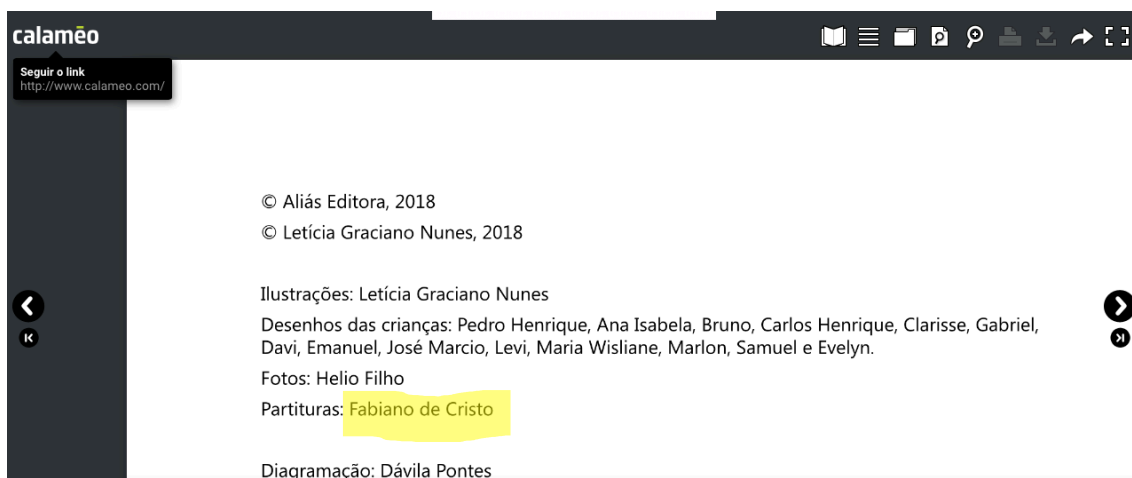 calamēo
Seguir o link
http://www.calameo.com/
© Aliás Editora, 2018
© Letícia Graciano Nunes, 2018
Ilustrações: Letícia Graciano Nunes
Desenhos das crianças: Pedro Henrique, Ana Isabela, Bruno, Carlos Henrique, Clarisse, Gabriel,
Davi, Emanuel, José Marcio, Levi, Maria Wisliane, Marlon, Samuel e Evelyn.
Fotos: Helio Filho
Partituras: Fabiano de Cristo
Diagramação: Dávila Pontes